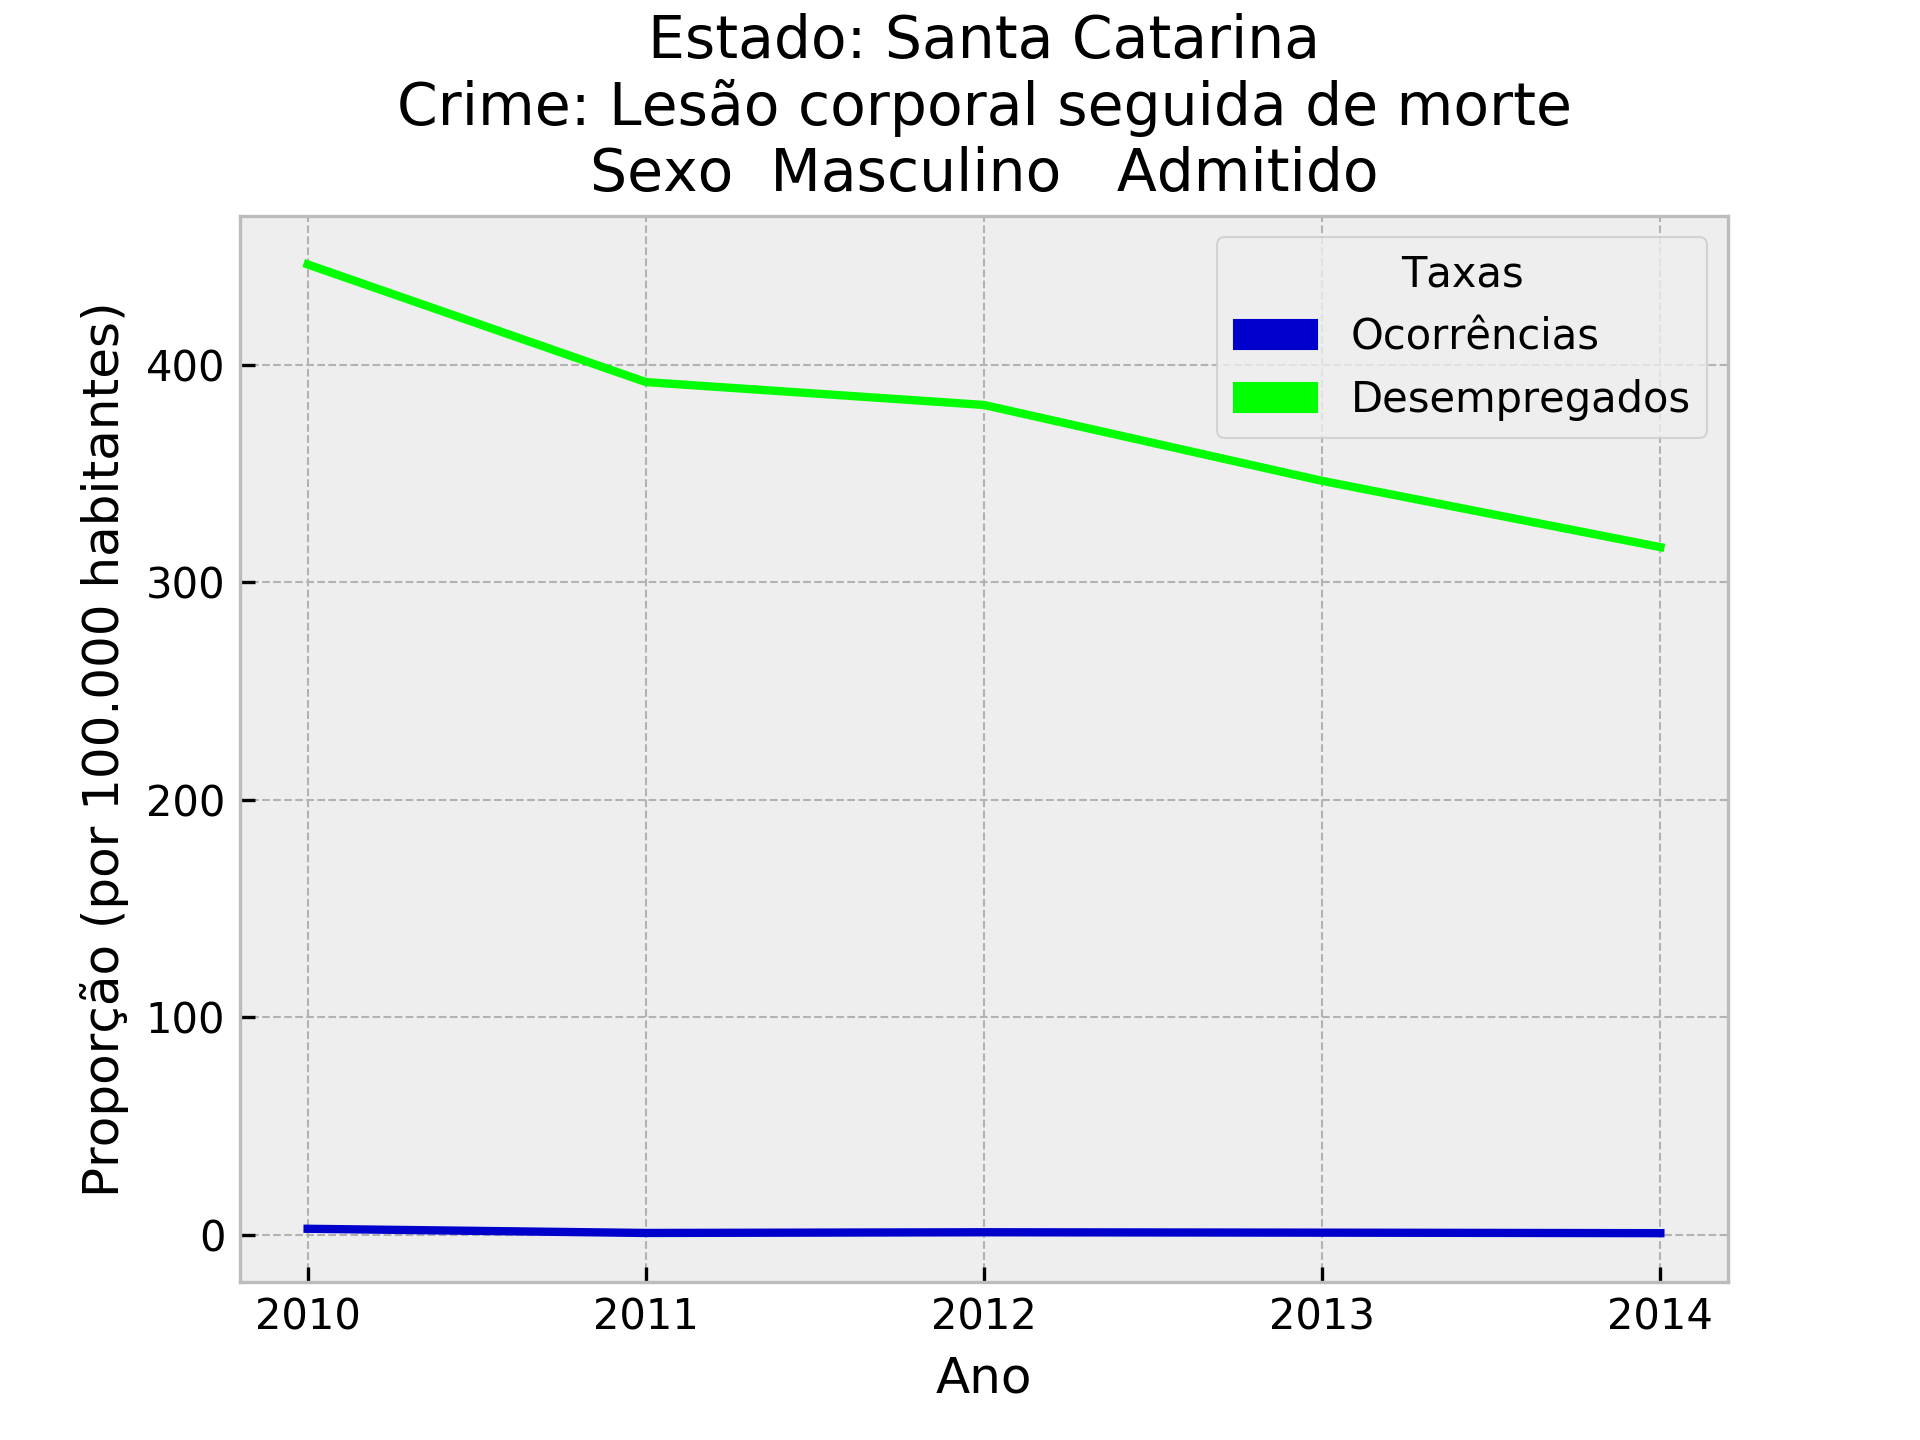 Estado: Santa Catarina
Crime: Lesão corporal seguida de morte
Sexo  Masculino   Admitido
Taxas
Ocorrências
Desempregados
Proporção (por 100.000 habitantes)
400
300
200
100
0
2010 2011 2012 2013 2014
Ano